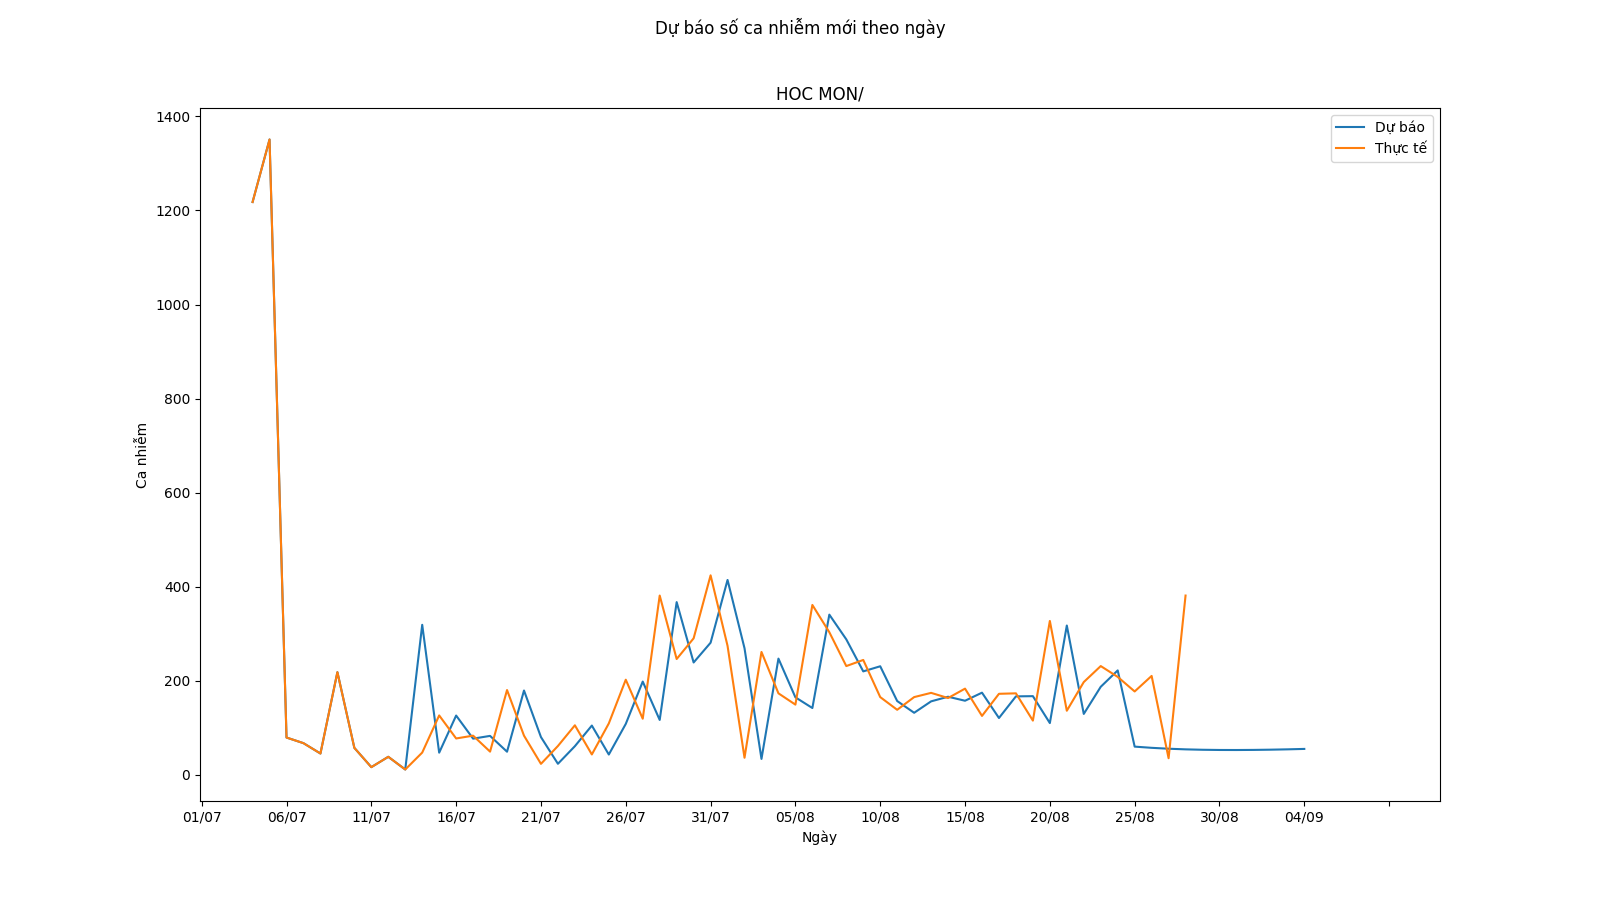 Dự báo số ca nhiễm mới theo ngày
HOC MON/
Dự báo
Thực tế
1400
1200
1000
800
600
400
200
0
Ca nhiễm
01/07 06/07 11/07 16/07 21/07 26/07 31/07 05/08 10/08 15/08 20/08 25/08 30/08 04/09
Ngày